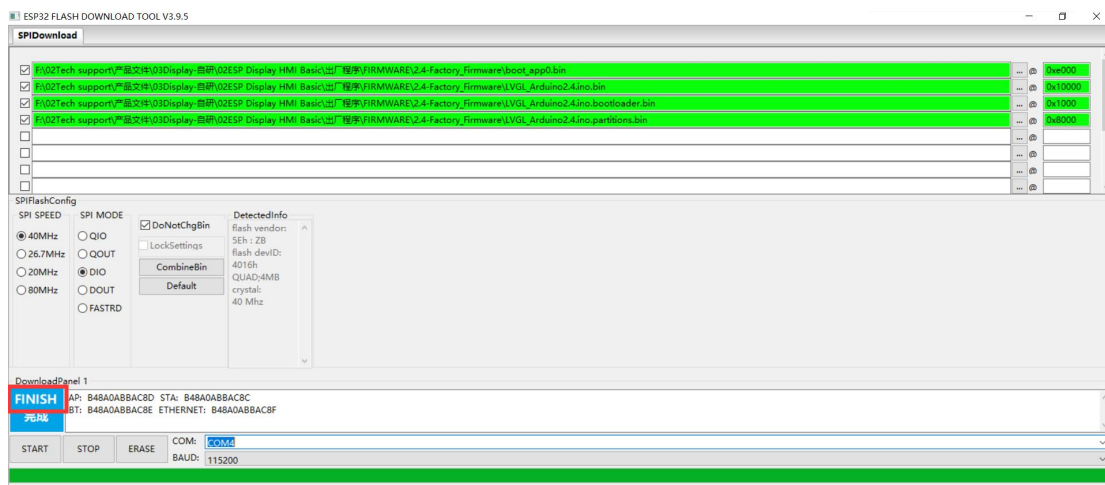 ESP32 FLASH DOWNLOAD TOOL V3.9.5
SPIDownload
F:\02Tech support\产品文件\03Display-自研\02ESP Display HMI Basic\出厂程序\FIRMWARE\2.4-Factory_Firmware\boot_app0.bin ... @ 0xe000
F:\02Tech support\产品文件\03Display-自研\02ESP Display HMI Basic\出厂程序\FIRMWARE\2.4-Factory_Firmware\LVGL_Arduino2.4.ino.bin ... @ 0x10000
F:\02Tech support\产品文件\03Display-自研\02ESP Display HMI Basic\出厂程序\FIRMWARE\2.4-Factory_Firmware\LVGL_Arduino2.4.ino.bootloader.bin ... @ 0x1000
F:\02Tech support\产品文件\03Display-自研\02ESP Display HMI Basic\出厂程序\FIRMWARE\2.4-Factory_Firmware\LVGL_Arduino2.4.ino.partitions.bin ... @ 0x8000
... @
... @
... @
... @
SPIFlashConfig
SPI SPEED
40MHz
26.7MHz
20MHz
80MHz
SPI MODE
QIO
QOUT
DIO
DOUT
FASTRD
DoNotChgBin
LockSettings
CombineBin
Default
DetectedInfo
flash vendor:
5Eh : ZB
flash devID:
4016h
QUAD;4MB
crystal:
40 Mhz
DownloadPanel 1
FINISH
完成
AP: B48A0ABBAC8D STA: B48A0ABBAC8C
BT: B48A0ABBAC8E ETHERNET: B48A0ABBAC8F
START STOP ERASE
COM: COM4
BAUD: 115200